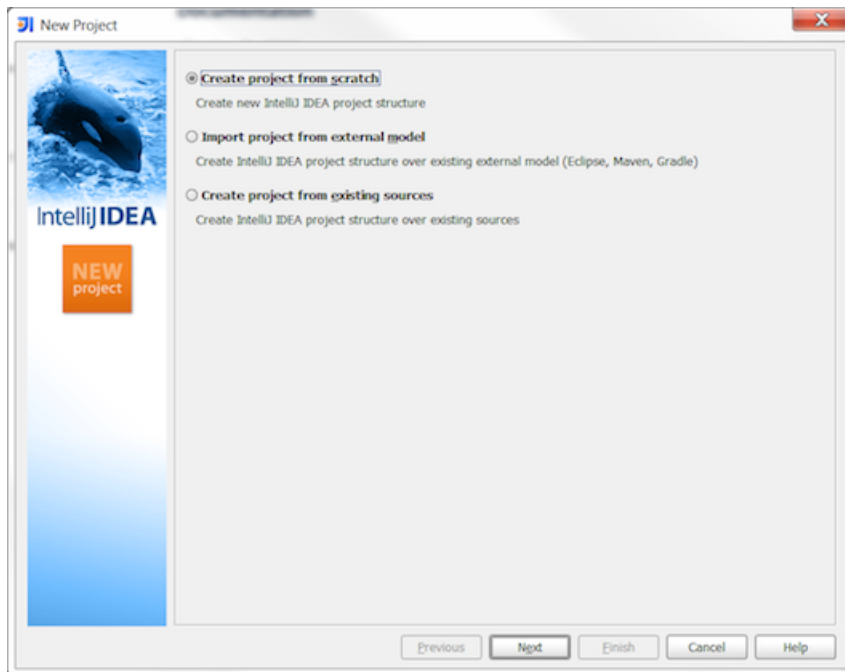 New Project
Create project from scratch
Create new IntelliJ IDEA project structure
Import project from external model
Create IntelliJ IDEA project structure over existing external model (Eclipse, Maven, Gradle)
Create project from existing sources
Create IntelliJ IDEA project structure over existing sources
IntelliJ IDEA
NEW
project
Previous
Next
Finish
Cancel
Help